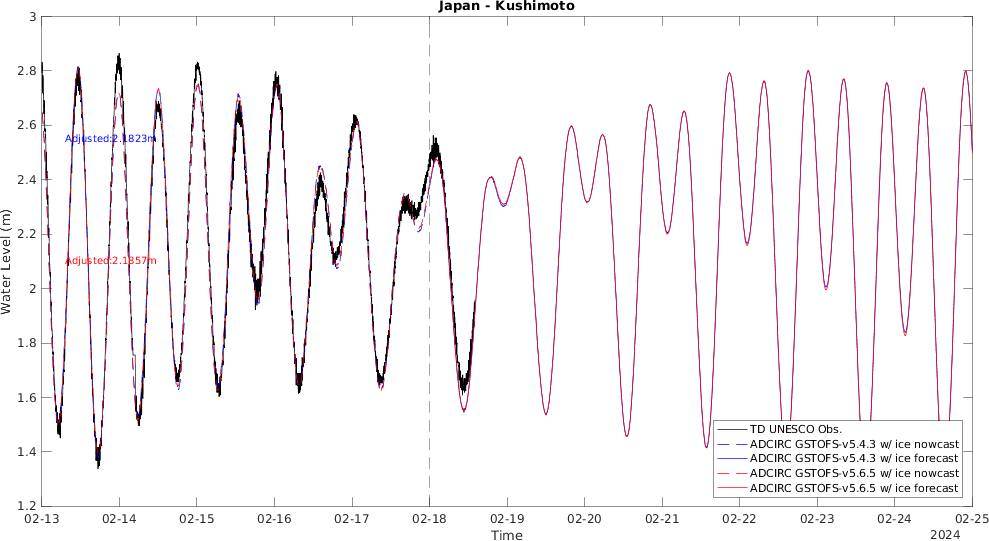 Japan - Kushimoto
3
2.8
2.6
2.4
2.2
2
1.8
1.6
1.4
1.2
Water Level (m)
Adjusted:2.1823m
Adjusted:2.1357m
TD UNESCO Obs.
ADCIRC GSTOFS-v5.4.3 w/ ice nowcast
ADCIRC GSTOFS-v5.4.3 w/ ice forecast
ADCIRC GSTOFS-v5.6.5 w/ ice nowcast
ADCIRC GSTOFS-v5.6.5 w/ ice forecast
02-13 02-14 02-15 02-16 02-17 02-18 02-19 02-20 02-21 02-22 02-23 02-24 02-25
Time
2024